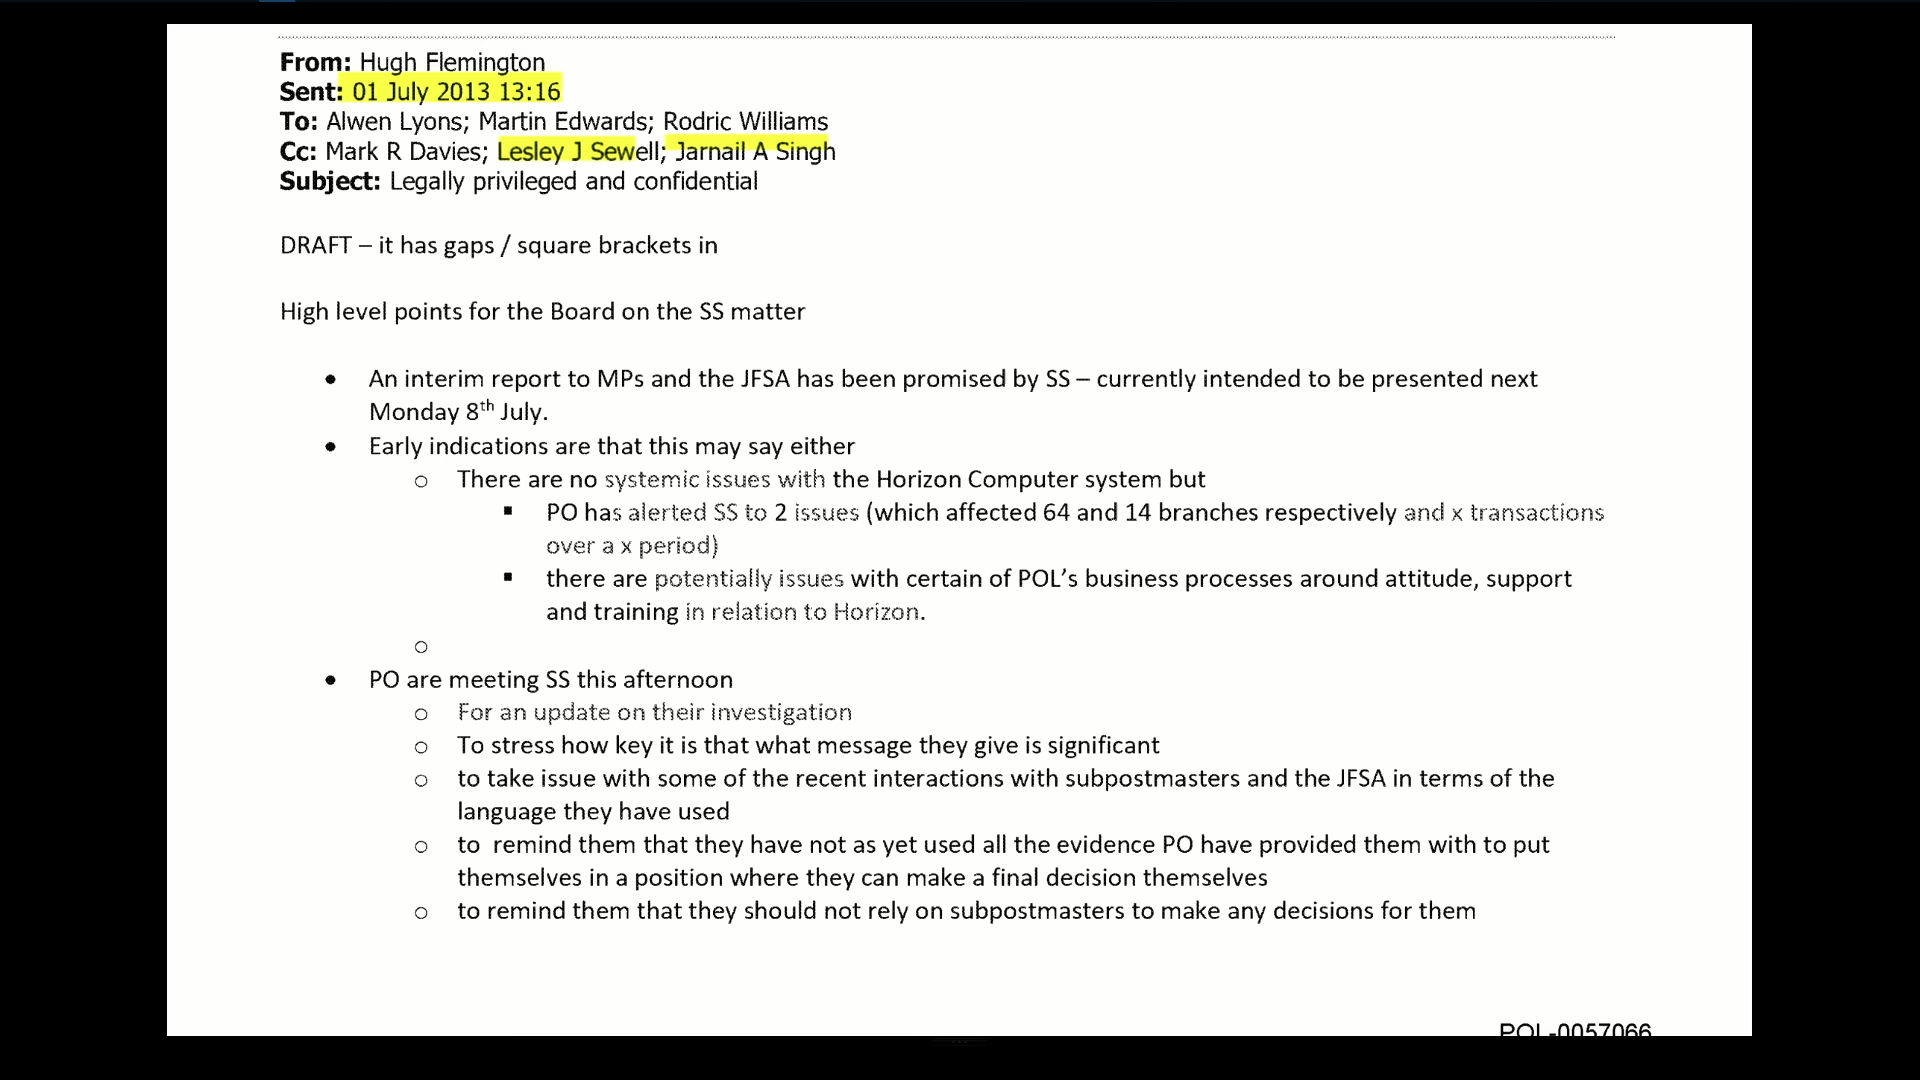 From: Hugh Flemington
Sent: 01 July 2013 13:16
To: Alwen Lyons; Martin Edwards; Rodric Williams
Cc: Mark R Davies; Lesley J Sewell; Jarnail A Singh
Subject: Legally privileged and confidential
DRAFT – it has gaps / square brackets in
High level points for the Board on the SS matter
• An interim report to MPs and the JFSA has been promised by SS – currently intended to be presented next
Monday 8th July.
• Early indications are that this may say either
o There are no systemic issues with the Horizon Computer system but
▪ PO has alerted SS to 2 issues (which affected 64 and 14 branches respectively and x transactions
over a x period)
▪ there are potentially issues with certain of POL’s business processes around attitude, support
and training in relation to Horizon.
o
• PO are meeting SS this afternoon
o For an update on their investigation
o To stress how key it is that what message they give is significant
o to take issue with some of the recent interactions with subpostmasters and the JFSA in terms of the
language they have used
o to remind them that they have not as yet used all the evidence PO have provided them with to put
themselves in a position where they can make a final decision themselves
o to remind them that they should not rely on subpostmasters to make any decisions for them
POL-0057066